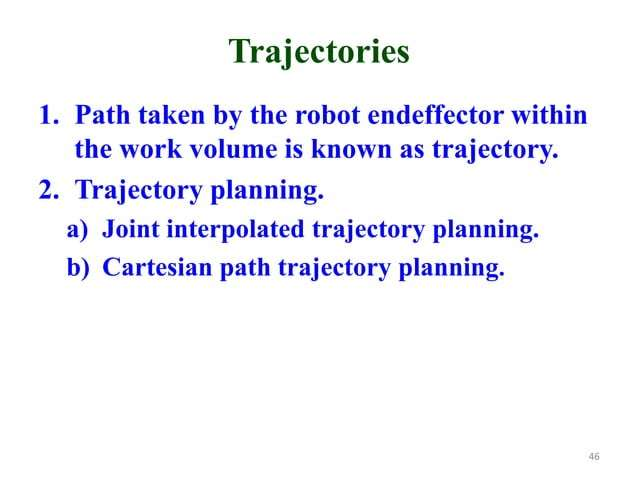 Trajectories
1. Path taken by the robot endeffector within
the work volume is known as trajectory.
2. Trajectory planning.
a) Joint interpolated trajectory planning.
b) Cartesian path trajectory planning.
46